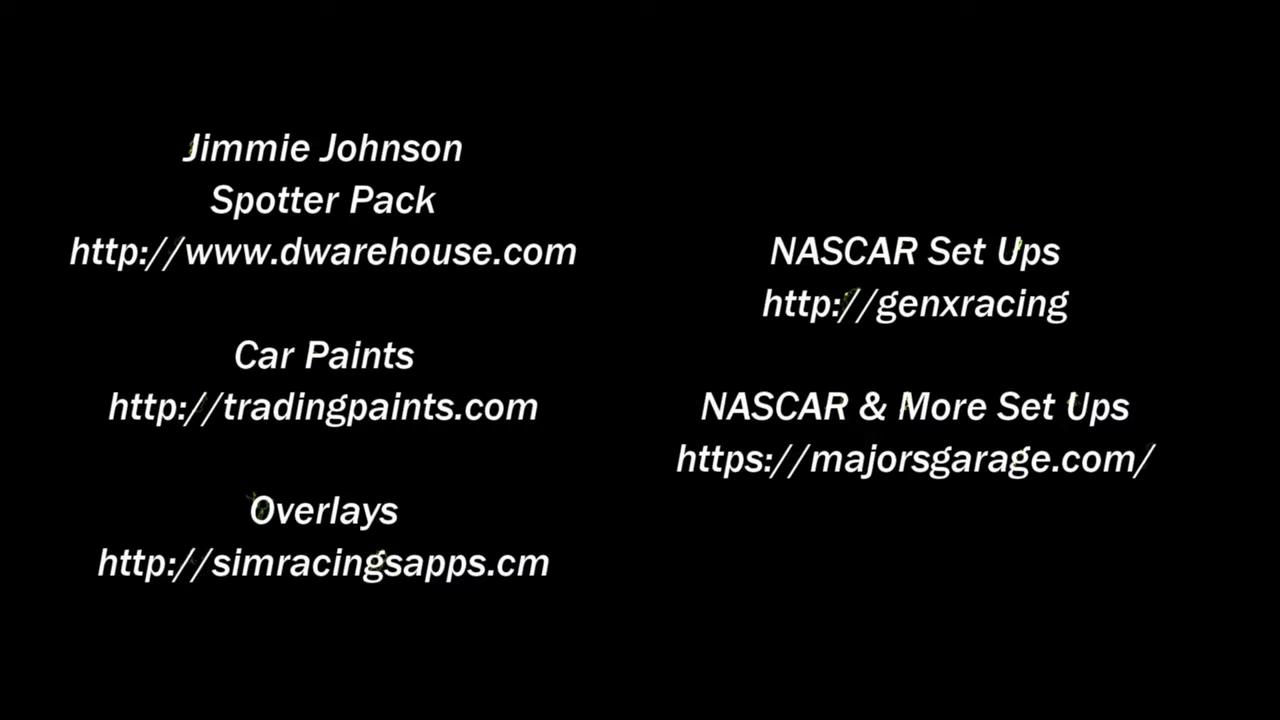 Jimmie Johnson
Spotter Pack
http://www.dwarehouse.com
Car Paints
http://tradingpaints.com
Overlays
http://simracingsapps.cm
NASCAR Set Ups
http://genxracing
NASCAR & More Set Ups
https://majorsgarage.com/